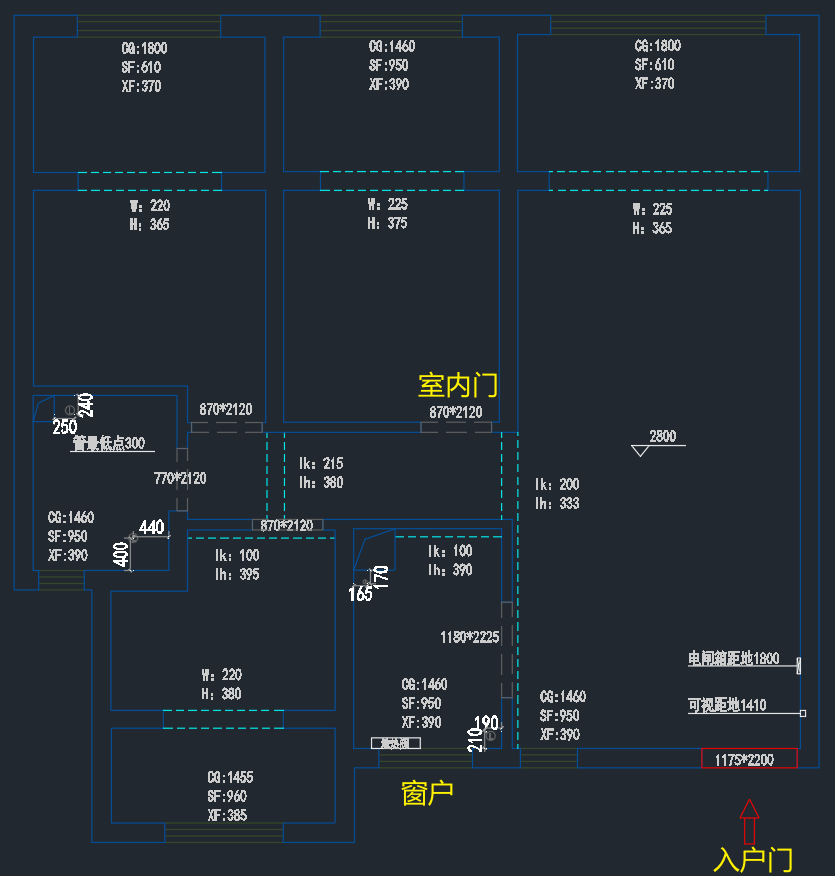 CG:1800
SF:610
XF:370
CG:1460
SF:950
XF:390
CG:1800
SF:610
XF:370
W: 220
H: 365
W: 225
H: 375
W: 225
H: 365
室内门
870*2120
870*2120
240
250
管最低点300
2800
770*2120
lk: 215
lh: 380
lk: 200
lh: 333
CG:1460
SF:950
XF:390
440
400
870*2120
lk: 100
lh: 395
lk: 100
lh: 390
170
165
1180*2225
电闸箱距地1800
可视距地1410
W: 220
H: 380
CG:1460
SF:950
XF:390
CG:1460
SF:950
XF:390
190
210
1175*2200
CG:1455
SF:960
XF:385
窗户
入户门